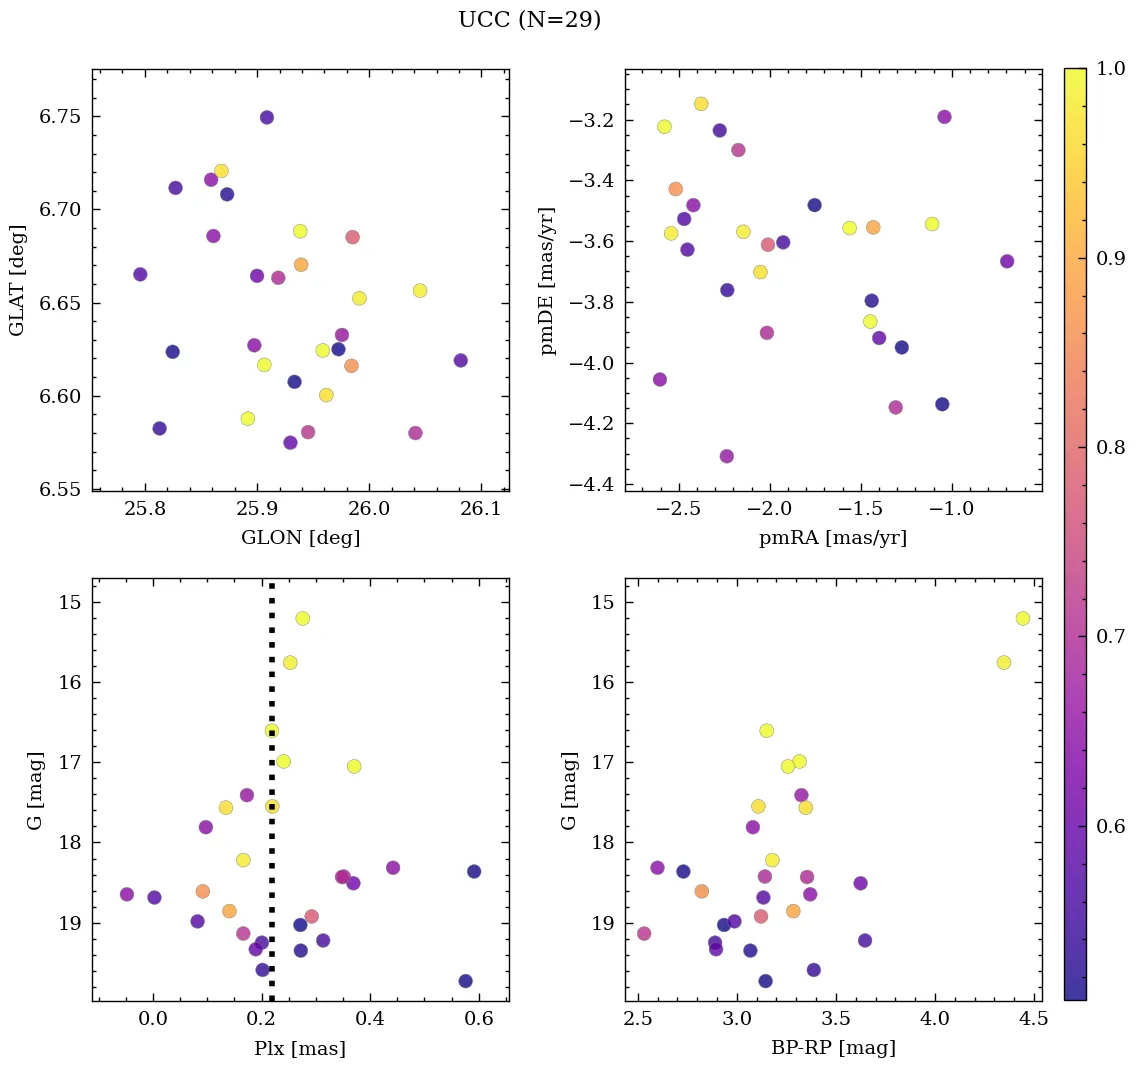 UCC (N=29)
6.75
6.70
6.65
6.60
6.55
GLAT [deg]
25.8 25.9 26.0 26.1
GLON [deg]
−3.2
−3.4
−3.6
−3.8
−4.0
−4.2
−4.4
pmDE [mas/yr]
−2.5 −2.0 −1.5 −1.0
pmRA [mas/yr]
15
16
17
18
19
G [mag]
0.0 0.2 0.4 0.6
Plx [mas]
15
16
17
18
19
G [mag]
2.5 3.0 3.5 4.0 4.5
BP-RP [mag]
1.0
0.9
0.8
0.7
0.6